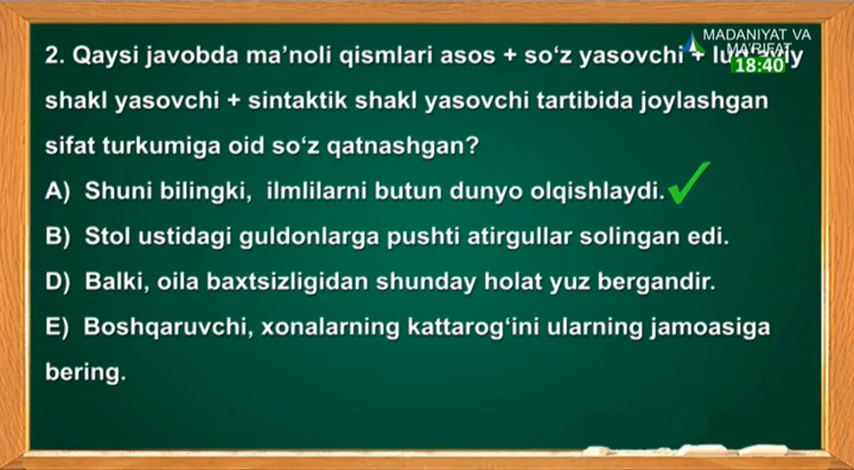 MADANIYAT VA
MA'RIFAT
18:40
2. Qaysi javobda ma’noli qismlari asos + so‘z yasovchi +
shakl yasovchi + sintaktik shakl yasovchi tartibida joylashgan
sifat turkumiga oid so‘z qatnashgan?
A) Shuni bilingki, ilmlilarni butun dunyo olqishlaydi.
B) Stol ustidagi guldonlarga pushti atirgullar solingan edi.
D) Balki, oila baxtsizligidan shunday holat yuz bergandir.
E) Boshqaruvchi, xonalarning kattarog‘ini ularning jamoasiga
bering.